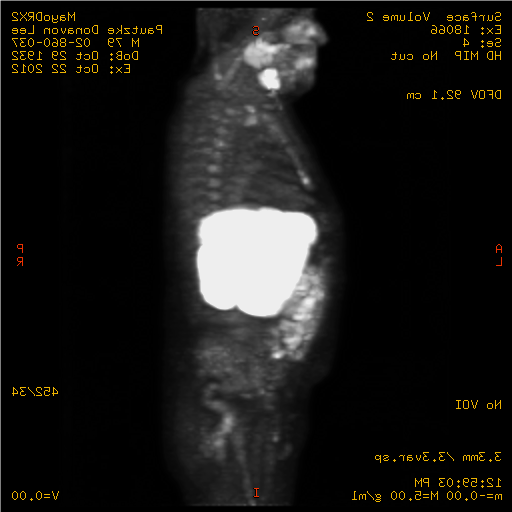 Surface Volume 2
Ex: 18066
Se: 4
HD MIP No cut
DFOV 92.1 cm
MayoDRX2
Pautzke Donavon Lee
M 79 02-860-037
DoB: Oct 29 1932
Ex: Oct 22 2012
S
A
L
P
R
No VOI
452/34
3.3mm /3.3var.sp
12:59:03 PM
m=-0.00 M=5.00 g/ml
I
V=0.00